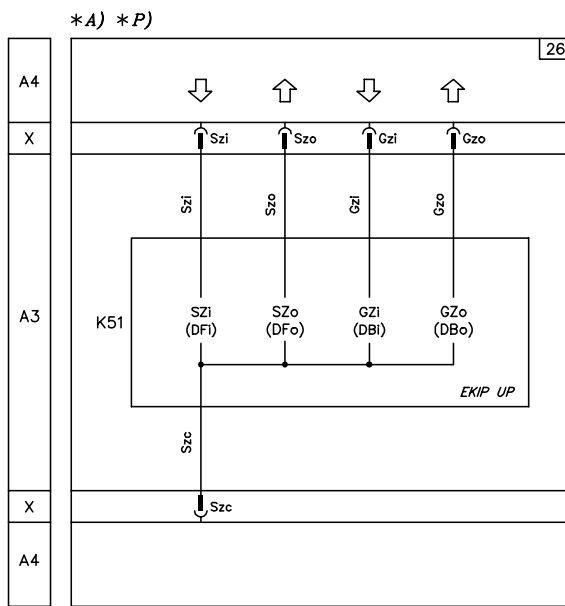 *A) *P)
26
A4
X
Szi Szo Gzi Gzo
Szi Szo Gzi Gzo
A3
K51
SZi SZo GZi GZo
(DFi) (DFo) (DBi) (DBo)
EKIP UP
Szc
X
Szc
A4